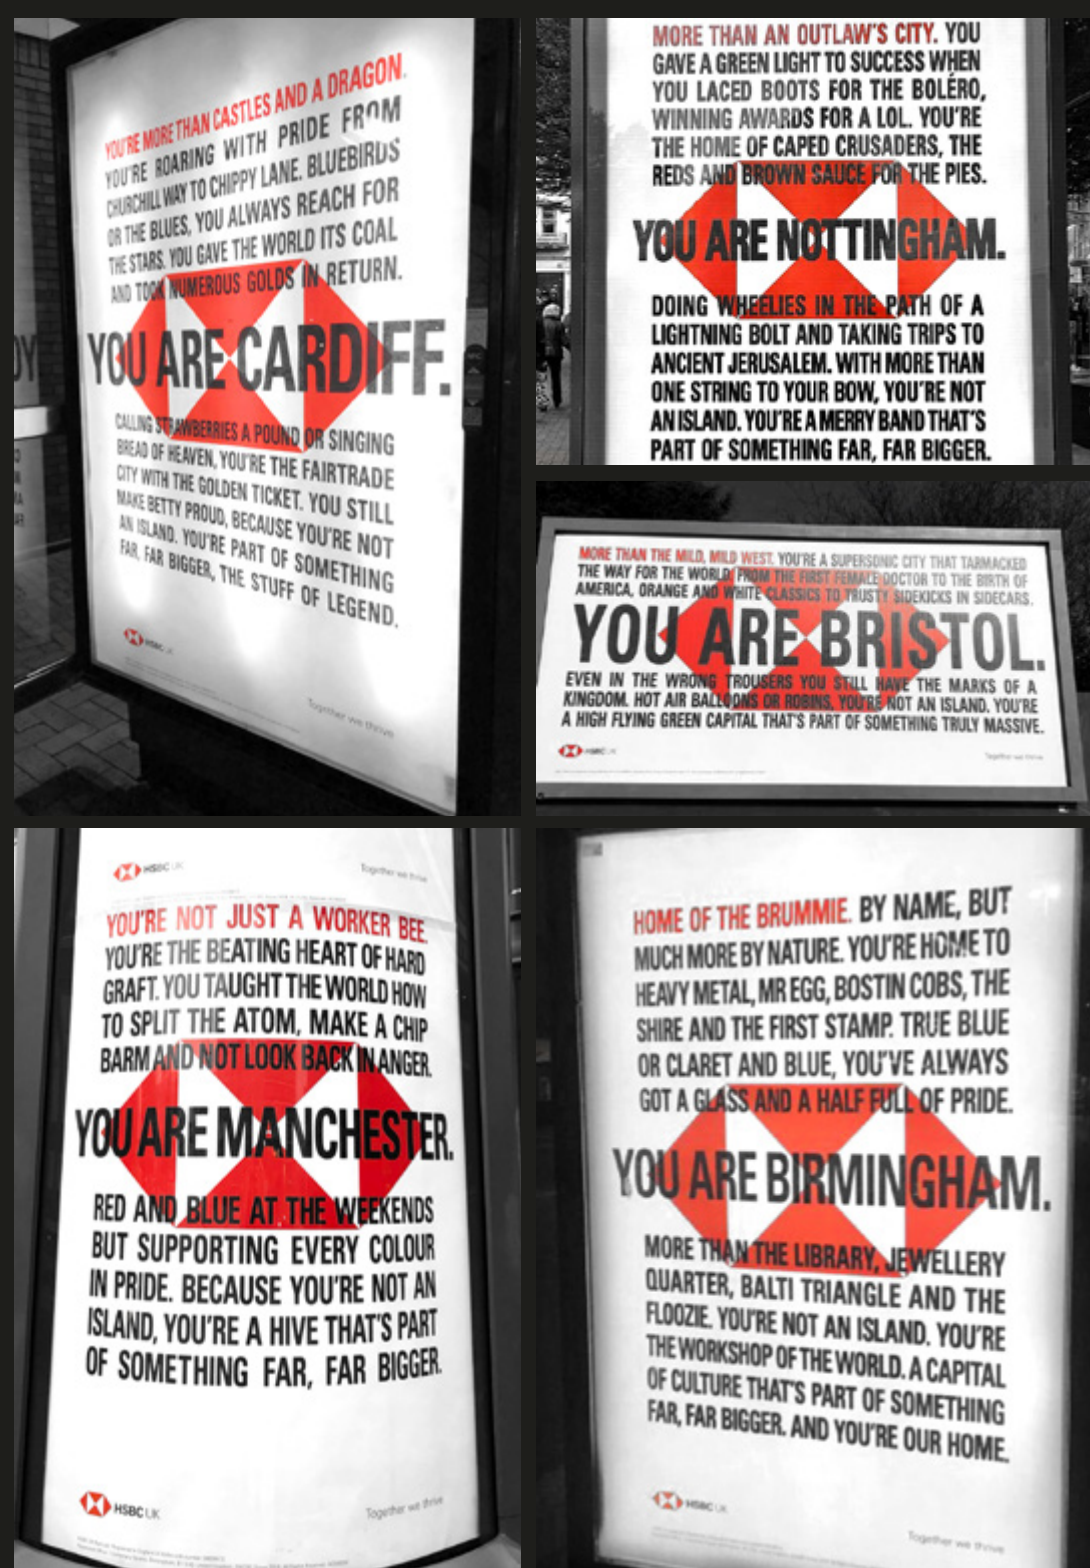 YOU'RE MORE THAN CASTLES AND A DRAGON.
YOU'RE ROARING WITH PRIDE FROM
CHURCHILL WAY TO CHIPPY LANE. BLUEBIRDS
OR THE BLUES, YOU ALWAYS REACH FOR
THE STARS. YOU GAVE THE WORLD ITS COAL
AND TOOK NUMEROUS GOLDS IN RETURN.
YOU ARE CARDIFF.
CALLING STRAWBERRIES A POUND OR SINGING
BREAD OF HEAVEN, YOU'RE THE FAIRTRADE
CITY WITH THE GOLDEN TICKET. YOU STILL
MAKE BETTY PROUD, BECAUSE YOU'RE NOT
AN ISLAND. YOU'RE PART OF SOMETHING
FAR, FAR BIGGER, THE STUFF OF LEGEND.
HSBC UK
Together we thrive
MORE THAN AN OUTLAW'S CITY. YOU
GAVE A GREEN LIGHT TO SUCCESS WHEN
YOU LACED BOOTS FOR THE BOLÉRO,
WINNING AWARDS FOR A LOL. YOU'RE
THE HOME OF CAPED CRUSADERS, THE
REDS AND BROWN SAUCE FOR THE PIES.
YOU ARE NOTTINGHAM.
DOING WHEELIES IN THE PATH OF A
LIGHTNING BOLT AND TAKING TRIPS TO
ANCIENT JERUSALEM. WITH MORE THAN
ONE STRING TO YOUR BOW, YOU'RE NOT
AN ISLAND. YOU'RE A MERRY BAND THAT'S
PART OF SOMETHING FAR, FAR BIGGER.
MORE THAN THE MILD, MILD WEST. YOU'RE A SUPERSONIC CITY THAT TARMACKED
THE WAY FOR THE WORLD. FROM THE FIRST FEMALE DOCTOR TO THE BIRTH OF
AMERICA, ORANGE AND WHITE CLASSICS TO TRUSTY SIDEKICKS IN SIDECARS.
YOU ARE BRISTOL.
EVEN IN THE WRONG TROUSERS YOU STILL HAVE THE MARKS OF A
KINGDOM. HOT AIR BALLOONS OR ROBINS, YOU'RE NOT AN ISLAND. YOU'RE
A HIGH FLYING GREEN CAPITAL THAT'S PART OF SOMETHING TRULY MASSIVE.
HSBC UK
Together we thrive
HSBC UK
Together we thrive
YOU'RE NOT JUST A WORKER BEE.
YOU'RE THE BEATING HEART OF HARD
GRAFT. YOU TAUGHT THE WORLD HOW
TO SPLIT THE ATOM, MAKE A CHIP
BARM AND NOT LOOK BACK IN ANGER.
YOU ARE MANCHESTER.
RED AND BLUE AT THE WEEKENDS
BUT SUPPORTING EVERY COLOUR
IN PRIDE. BECAUSE YOU'RE NOT AN
ISLAND, YOU'RE A HIVE THAT'S PART
OF SOMETHING FAR, FAR BIGGER.
HSBC UK
Together we thrive
HOME OF THE BRUMMIE. BY NAME, BUT
MUCH MORE BY NATURE. YOU'RE HOME TO
HEAVY METAL, MR EGG, BOSTIN COBS, THE
SHIRE AND THE FIRST STAMP. TRUE BLUE
OR CLARET AND BLUE, YOU'VE ALWAYS
GOT A GLASS AND A HALF FULL OF PRIDE.
YOU ARE BIRMINGHAM.
MORE THAN THE LIBRARY, JEWELLERY
QUARTER, BALTI TRIANGLE AND THE
FLOOZIE. YOU'RE NOT AN ISLAND. YOU'RE
THE WORKSHOP OF THE WORLD. A CAPITAL
OF CULTURE THAT'S PART OF SOMETHING
FAR, FAR BIGGER. AND YOU'RE OUR HOME.
HSBC UK
Together we thrive